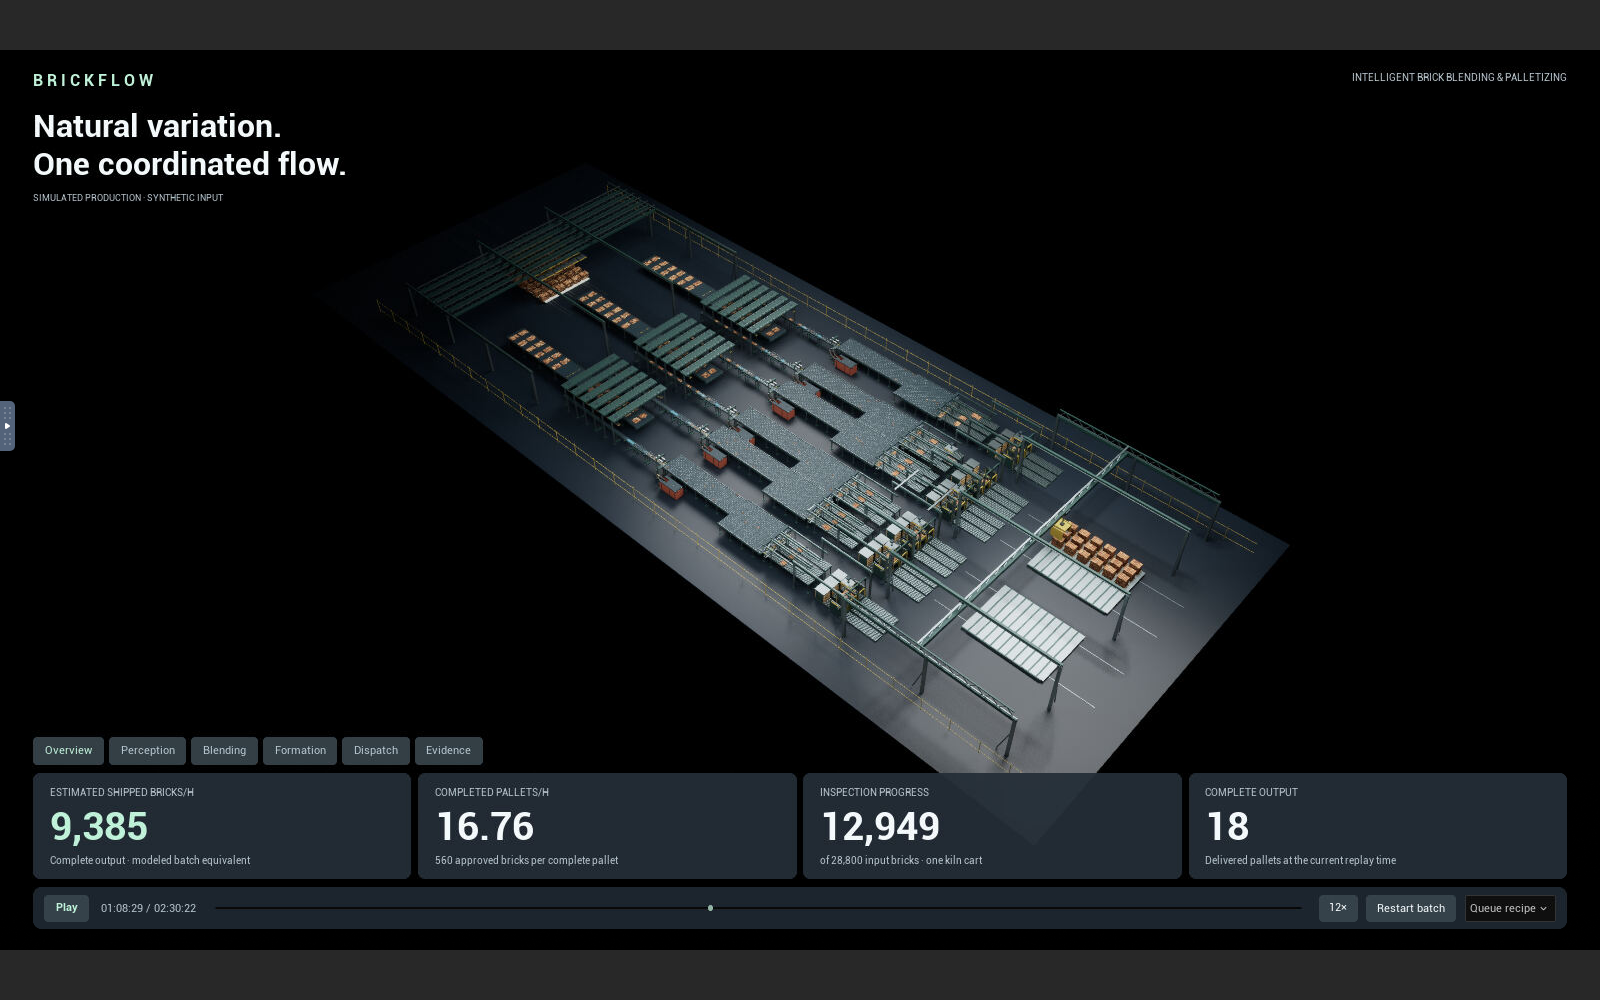 BRICKFLOW
INTELLIGENT BRICK BLENDING & PALLETIZING
Natural variation.
One coordinated flow.
SIMULATED PRODUCTION · SYNTHETIC INPUT
Overview
Perception
Blending
Formation
Dispatch
Evidence
ESTIMATED SHIPPED BRICKS/H
9,385
Complete output · modeled batch equivalent
COMPLETED PALLETS/H
16.76
560 approved bricks per complete pallet
INSPECTION PROGRESS
12,949
of 28,800 input bricks · one kiln cart
COMPLETE OUTPUT
18
Delivered pallets at the current replay time
Play
01:08:29 / 02:30:22
12×
Restart batch
Queue recipe